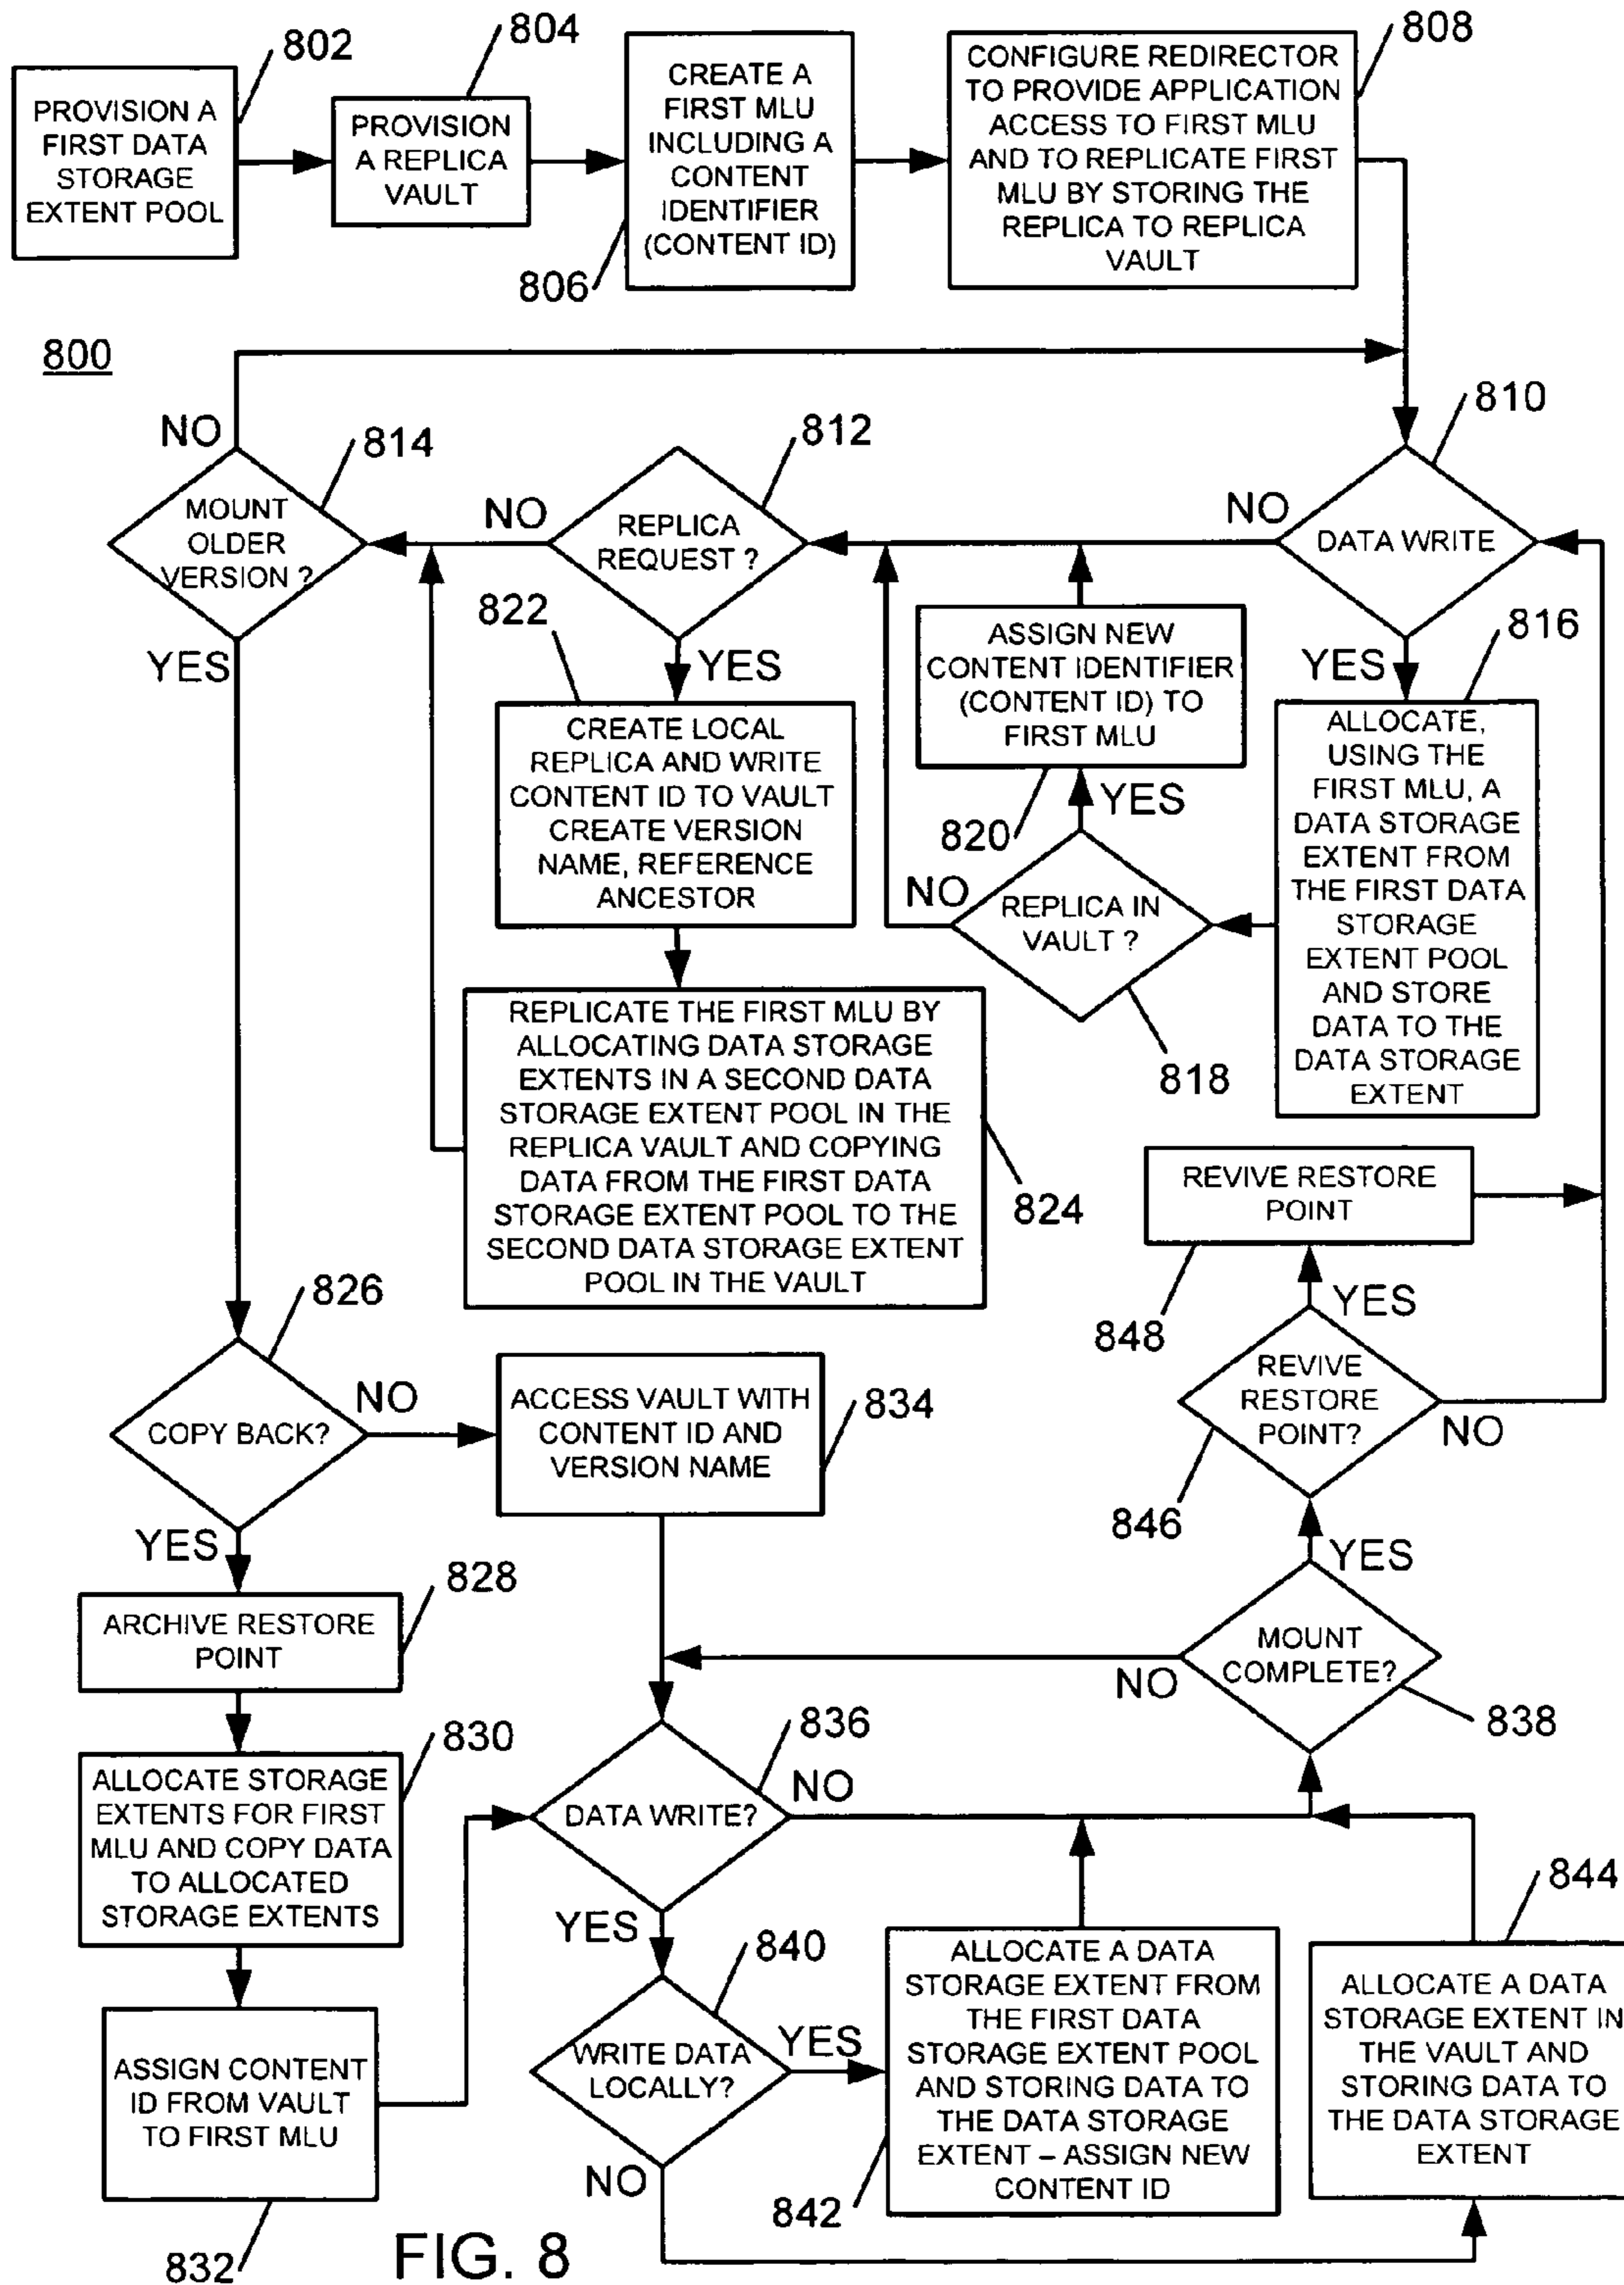 802
PROVISION A
FIRST DATA
STORAGE
EXTENT POOL
804
PROVISION
A REPLICA
VAULT
CREATE A
FIRST MLU
INCLUDING A
CONTENT
IDENTIFIER
(CONTENT ID)
806
808
CONFIGURE REDIRECTOR
TO PROVIDE APPLICATION
ACCESS TO FIRST MLU
AND TO REPLICATE FIRST
MLU BY STORING THE
REPLICA TO REPLICA
VAULT
800
810
DATA WRITE
NO
YES
812
REPLICA
REQUEST ?
NO
YES
814
MOUNT
OLDER
VERSION ?
NO
YES
816
ALLOCATE,
USING THE
FIRST MLU, A
DATA STORAGE
EXTENT FROM
THE FIRST DATA
STORAGE
EXTENT POOL
AND STORE
DATA TO THE
DATA STORAGE
EXTENT
ASSIGN NEW
CONTENT IDENTIFIER
(CONTENT ID) TO
FIRST MLU
820
YES
REPLICA IN
VAULT ?
NO
818
822
CREATE LOCAL
REPLICA AND WRITE
CONTENT ID TO VAULT
CREATE VERSION
NAME, REFERENCE
ANCESTOR
REPLICATE THE FIRST MLU BY
ALLOCATING DATA STORAGE
EXTENTS IN A SECOND DATA
STORAGE EXTENT POOL IN THE
REPLICA VAULT AND COPYING
DATA FROM THE FIRST DATA
STORAGE EXTENT POOL TO THE
SECOND DATA STORAGE EXTENT
POOL IN THE VAULT
824
REVIVE RESTORE
POINT
848
YES
REVIVE
RESTORE
POINT?
NO
846
YES
826
COPY BACK?
NO
YES
ACCESS VAULT WITH
CONTENT ID AND
VERSION NAME
834
828
ARCHIVE RESTORE
POINT
MOUNT
COMPLETE?
NO
838
830
ALLOCATE STORAGE
EXTENTS FOR FIRST
MLU AND COPY DATA
TO ALLOCATED
STORAGE EXTENTS
836
DATA WRITE?
NO
YES
ASSIGN CONTENT
ID FROM VAULT
TO FIRST MLU
832
840
WRITE DATA
LOCALLY?
YES
NO
ALLOCATE A DATA
STORAGE EXTENT FROM
THE FIRST DATA
STORAGE EXTENT POOL
AND STORING DATA TO
THE DATA STORAGE
EXTENT – ASSIGN NEW
CONTENT ID
842
844
ALLOCATE A DATA
STORAGE EXTENT IN
THE VAULT AND
STORING DATA TO
THE DATA STORAGE
EXTENT
FIG. 8